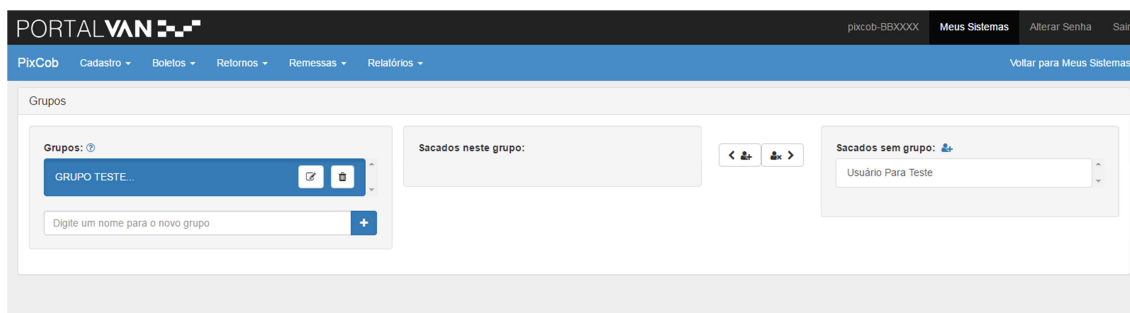 PORTALVAN
pixcob-BBXXXX Meus Sistemas Alterar Senha Sair
PixCob Cadastro Boletos Retornos Remessas Relatórios Voltar para Meus Sistemas
Grupos
Grupos:
GRUPO TESTE...
Digite um nome para o novo grupo
Sacados neste grupo:
Sacados sem grupo:
Usuário Para Teste